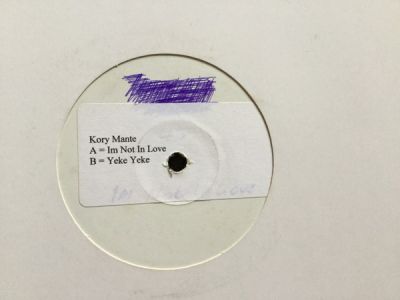 Kory Mante
A = Im Not In Love
B = Yeke Yeke